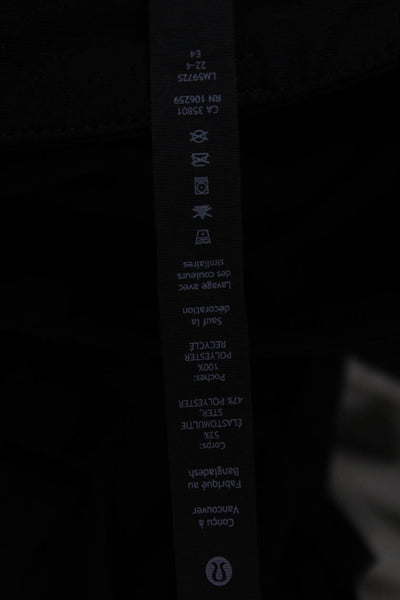 Conçu à
Vancouver
Fabriqué au
Bangladesh
Corps:
53%
ÉLASTOMULTIE
STER,
47% POLYESTER
Poches:
100%
POLYESTER
RECYCLÉ
Sauf la
décoration
Lavage avec
des couleurs
similaires
CA 35801
RN 106259
LM5972S
22-4
E4